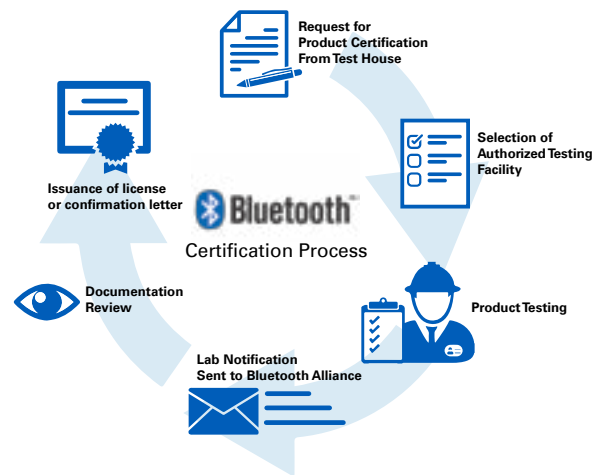 Request for
Product Certification
From Test House
Selection of
Authorized Testing
Facility
Product Testing
Lab Notification
Sent to Bluetooth Alliance
Documentation
Review
Issuance of license
or confirmation letter
Bluetooth™
Certification Process